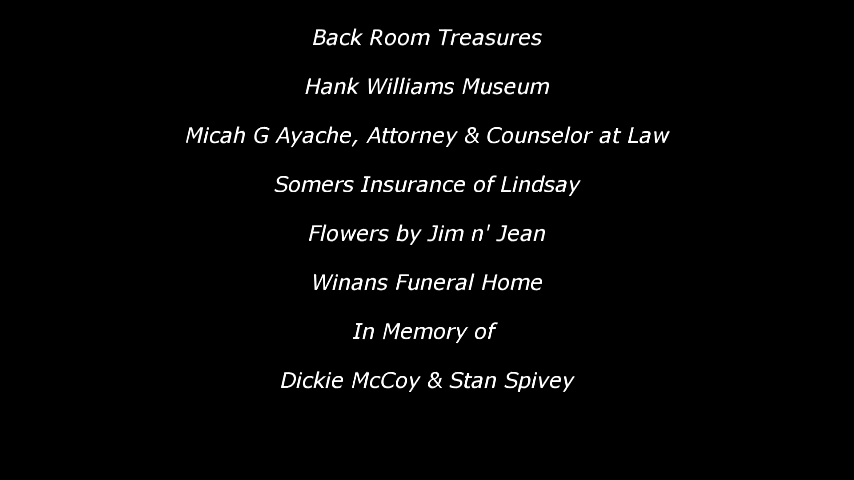 Back Room Treasures
Hank Williams Museum
Micah G Ayache, Attorney & Counselor at Law
Somers Insurance of Lindsay
Flowers by Jim n' Jean
Winans Funeral Home
In Memory of
Dickie McCoy & Stan Spivey